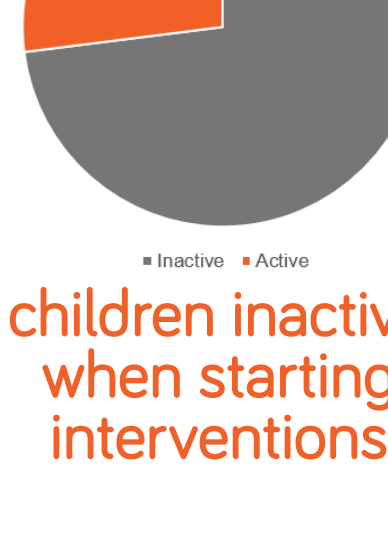 Inactive Active
children inactiv
when starting
interventions